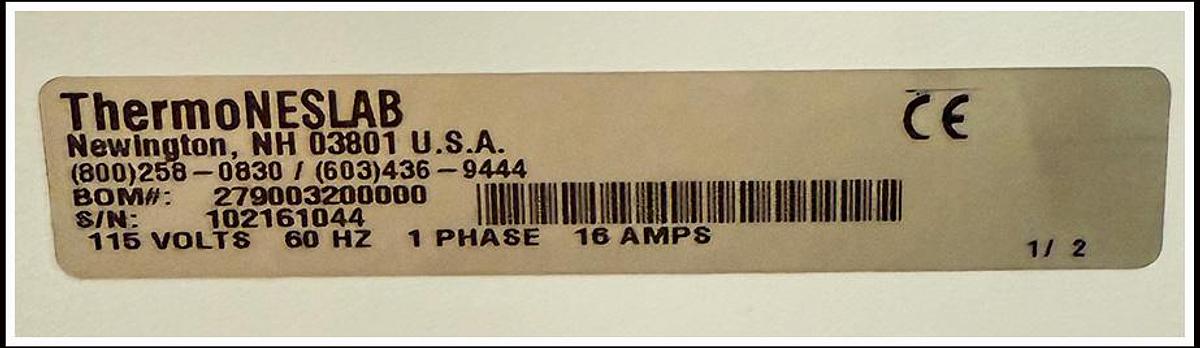 ThermoNESLAB
CE
Newington, NH 03801 U.S.A.
(800)258-0830 / (603)436-9444
BOM#: 279003200000
S/N: 102161044
115 VOLTS 60 HZ 1 PHASE 16 AMPS
1/ 2